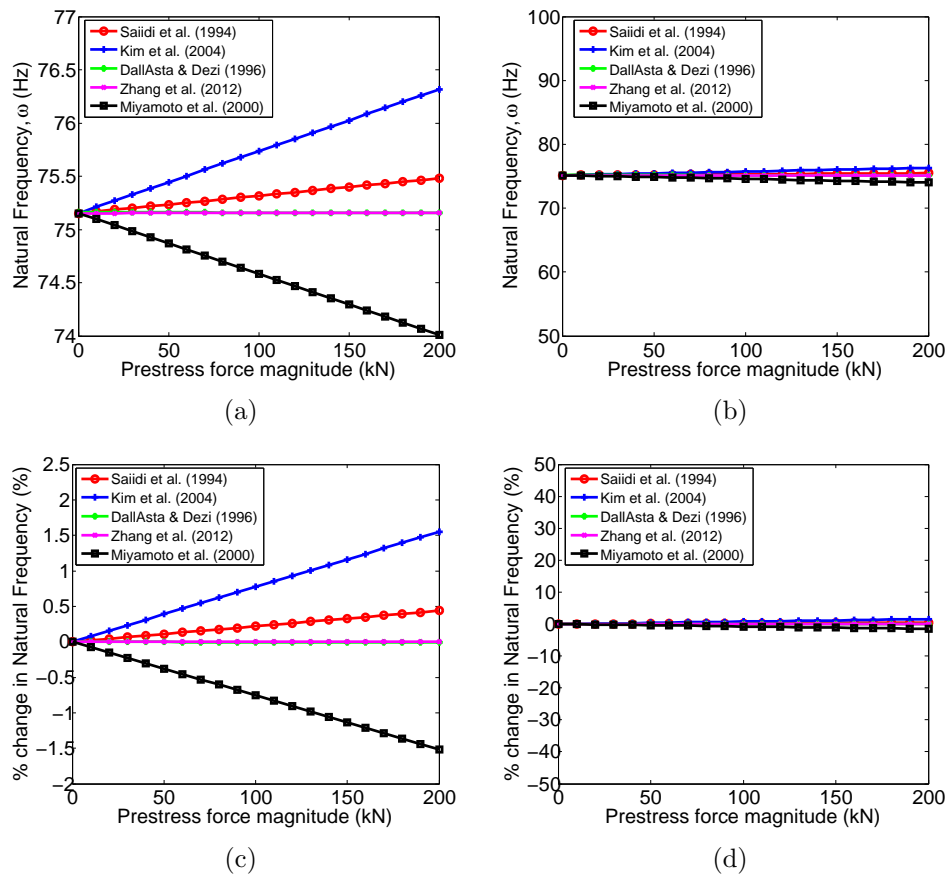 77
76.5
76
75.5
75
74.5
74
0
50
100
150
200
Natural Frequency, ω (Hz)
Prestress force magnitude (kN)
Saiidi et al. (1994)
Kim et al. (2004)
DallAsta & Dezi (1996)
Zhang et al. (2012)
Miyamoto et al. (2000)
(a)
100
90
80
70
60
50
0
50
100
150
200
Natural Frequency, ω (Hz)
Prestress force magnitude (kN)
Saiidi et al. (1994)
Kim et al. (2004)
DallAsta & Dezi (1996)
Zhang et al. (2012)
Miyamoto et al. (2000)
(b)
2.5
2
1.5
1
0.5
0
−0.5
−1
−1.5
−2
0
50
100
150
200
% change in Natural Frequency (%)
Prestress force magnitude (kN)
Saiidi et al. (1994)
Kim et al. (2004)
DallAsta & Dezi (1996)
Zhang et al. (2012)
Miyamoto et al. (2000)
(c)
50
40
30
20
10
0
−10
−20
−30
−40
−50
0
50
100
150
200
% change in Natural Frequency (%)
Prestress force magnitude (kN)
Saiidi et al. (1994)
Kim et al. (2004)
DallAsta & Dezi (1996)
Zhang et al. (2012)
Miyamoto et al. (2000)
(d)